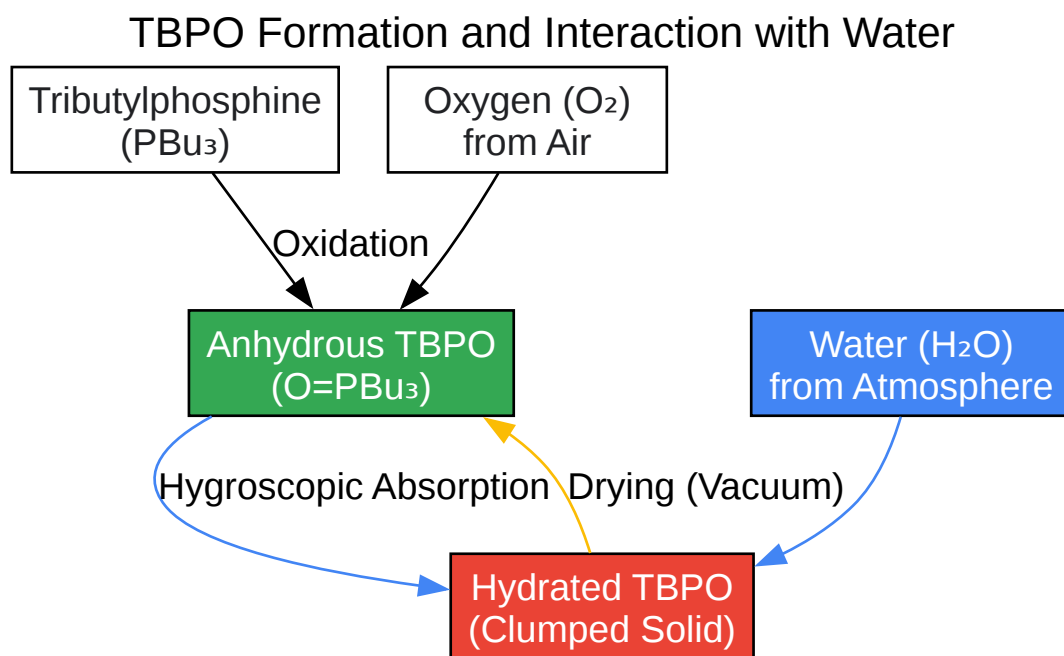 TBPO Formation and Interaction with Water
Tributylphosphine
(PBu₃)
Oxygen (O₂)
from Air
Oxidation
Anhydrous TBPO
(O=PBu₃)
Water (H₂O)
from Atmosphere
Hygroscopic Absorption
Drying (Vacuum)
Hydrated TBPO
(Clumped Solid)